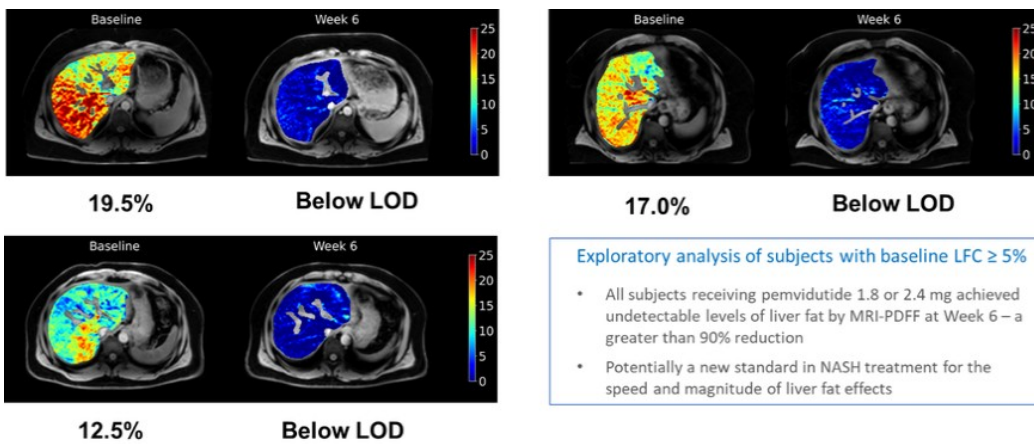 Baseline
Week 6
25
20
15
10
5
0
19.5%
Below LOD
Baseline
Week 6
25
20
15
10
5
0
17.0%
Below LOD
Baseline
Week 6
25
20
15
10
5
0
12.5%
Below LOD
Exploratory analysis of subjects with baseline LFC ≥ 5%
• All subjects receiving pemvidutide 1.8 or 2.4 mg achieved
undetectable levels of liver fat by MRI-PDFF at Week 6 – a
greater than 90% reduction
• Potentially a new standard in NASH treatment for the
speed and magnitude of liver fat effects